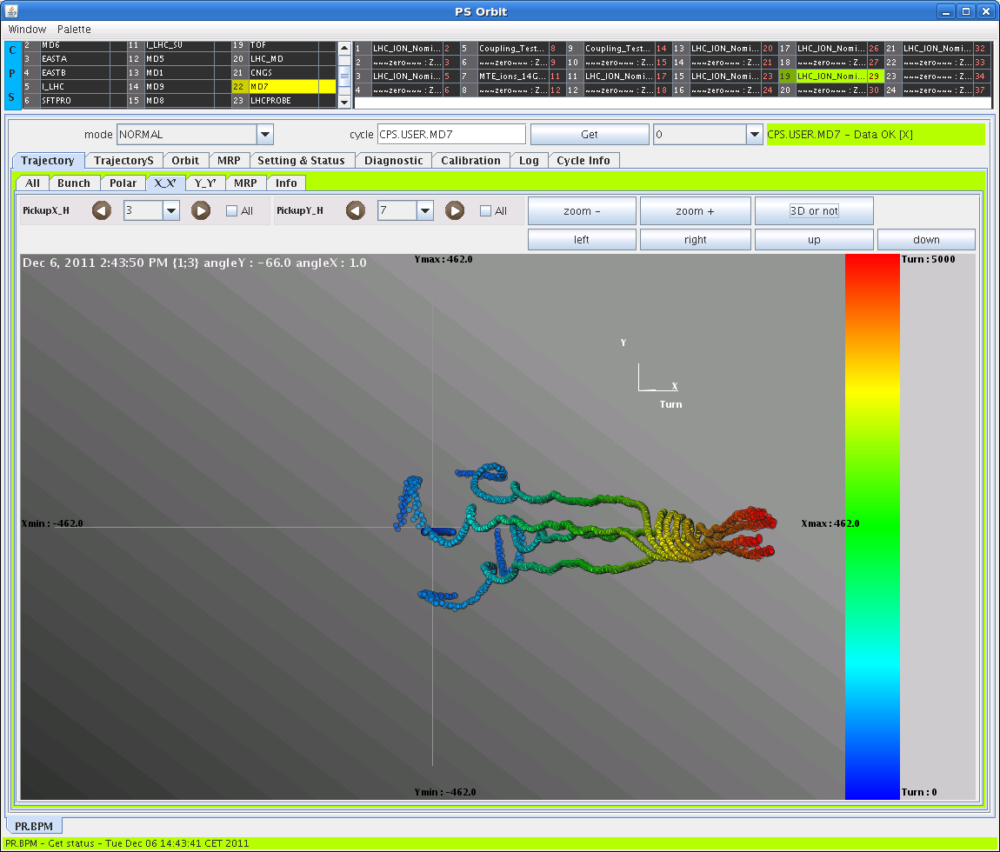 PS Orbit
Window Palette
C P S
2 MD6 11 I_LHC_SU 19 TOF
3 EASTA 12 MD5 20 LHC_MD
4 EASTB 13 MD1 21 CNGS
5 I_LHC 14 MD9 22 MD7
6 SFTPRO 15 MD8 23 LHCPROBE
1 LHC_ION_Nomi... 2 5 Coupling_Test... 8 9 Coupling_Test... 14 13 LHC_ION_Nomi... 20 17 LHC_ION_Nomi... 26 21 LHC_ION_Nomi... 32
2 ~~~zero~~~ : Z... 3 6 ~~~zero~~~ : Z... 9 10 ~~~zero~~~ : Z... 15 14 ~~~zero~~~ : Z... 21 18 ~~~zero~~~ : Z... 27 22 ~~~zero~~~ : Z... 33
3 LHC_ION_Nomi... 5 7 MTE_ions_14G... 11 11 LHC_ION_Nomi... 17 15 LHC_ION_Nomi... 23 19 LHC_ION_Nomi... 29 23 ~~~zero~~~ : Z... 34
4 ~~~zero~~~ : Z... 6 8 ~~~zero~~~ : Z... 12 12 ~~~zero~~~ : Z... 18 16 ~~~zero~~~ : Z... 24 20 ~~~zero~~~ : Z... 30 24 ~~~zero~~~ : Z... 37
mode NORMAL cycle CPS.USER.MD7 Get 0 CPS.USER.MD7 - Data OK [X]
Trajectory TrajectoryS Orbit MRP Setting & Status Diagnostic Calibration Log Cycle Info
All Bunch Polar X_X' Y_Y' MRP Info
PickupX_H 3 All PickupY_H 7 All zoom - zoom + 3D or not
left right up down
Dec 6, 2011 2:43:50 PM {1;3} angleY : -66.0 angleX : 1.0 Ymax : 462.0 Turn : 5000
Y
X
Turn
Xmin : -462.0 Xmax : 462.0
Ymin : -462.0 Turn : 0
PR.BPM
PR.BPM - Get status - Tue Dec 06 14:43:41 CET 2011